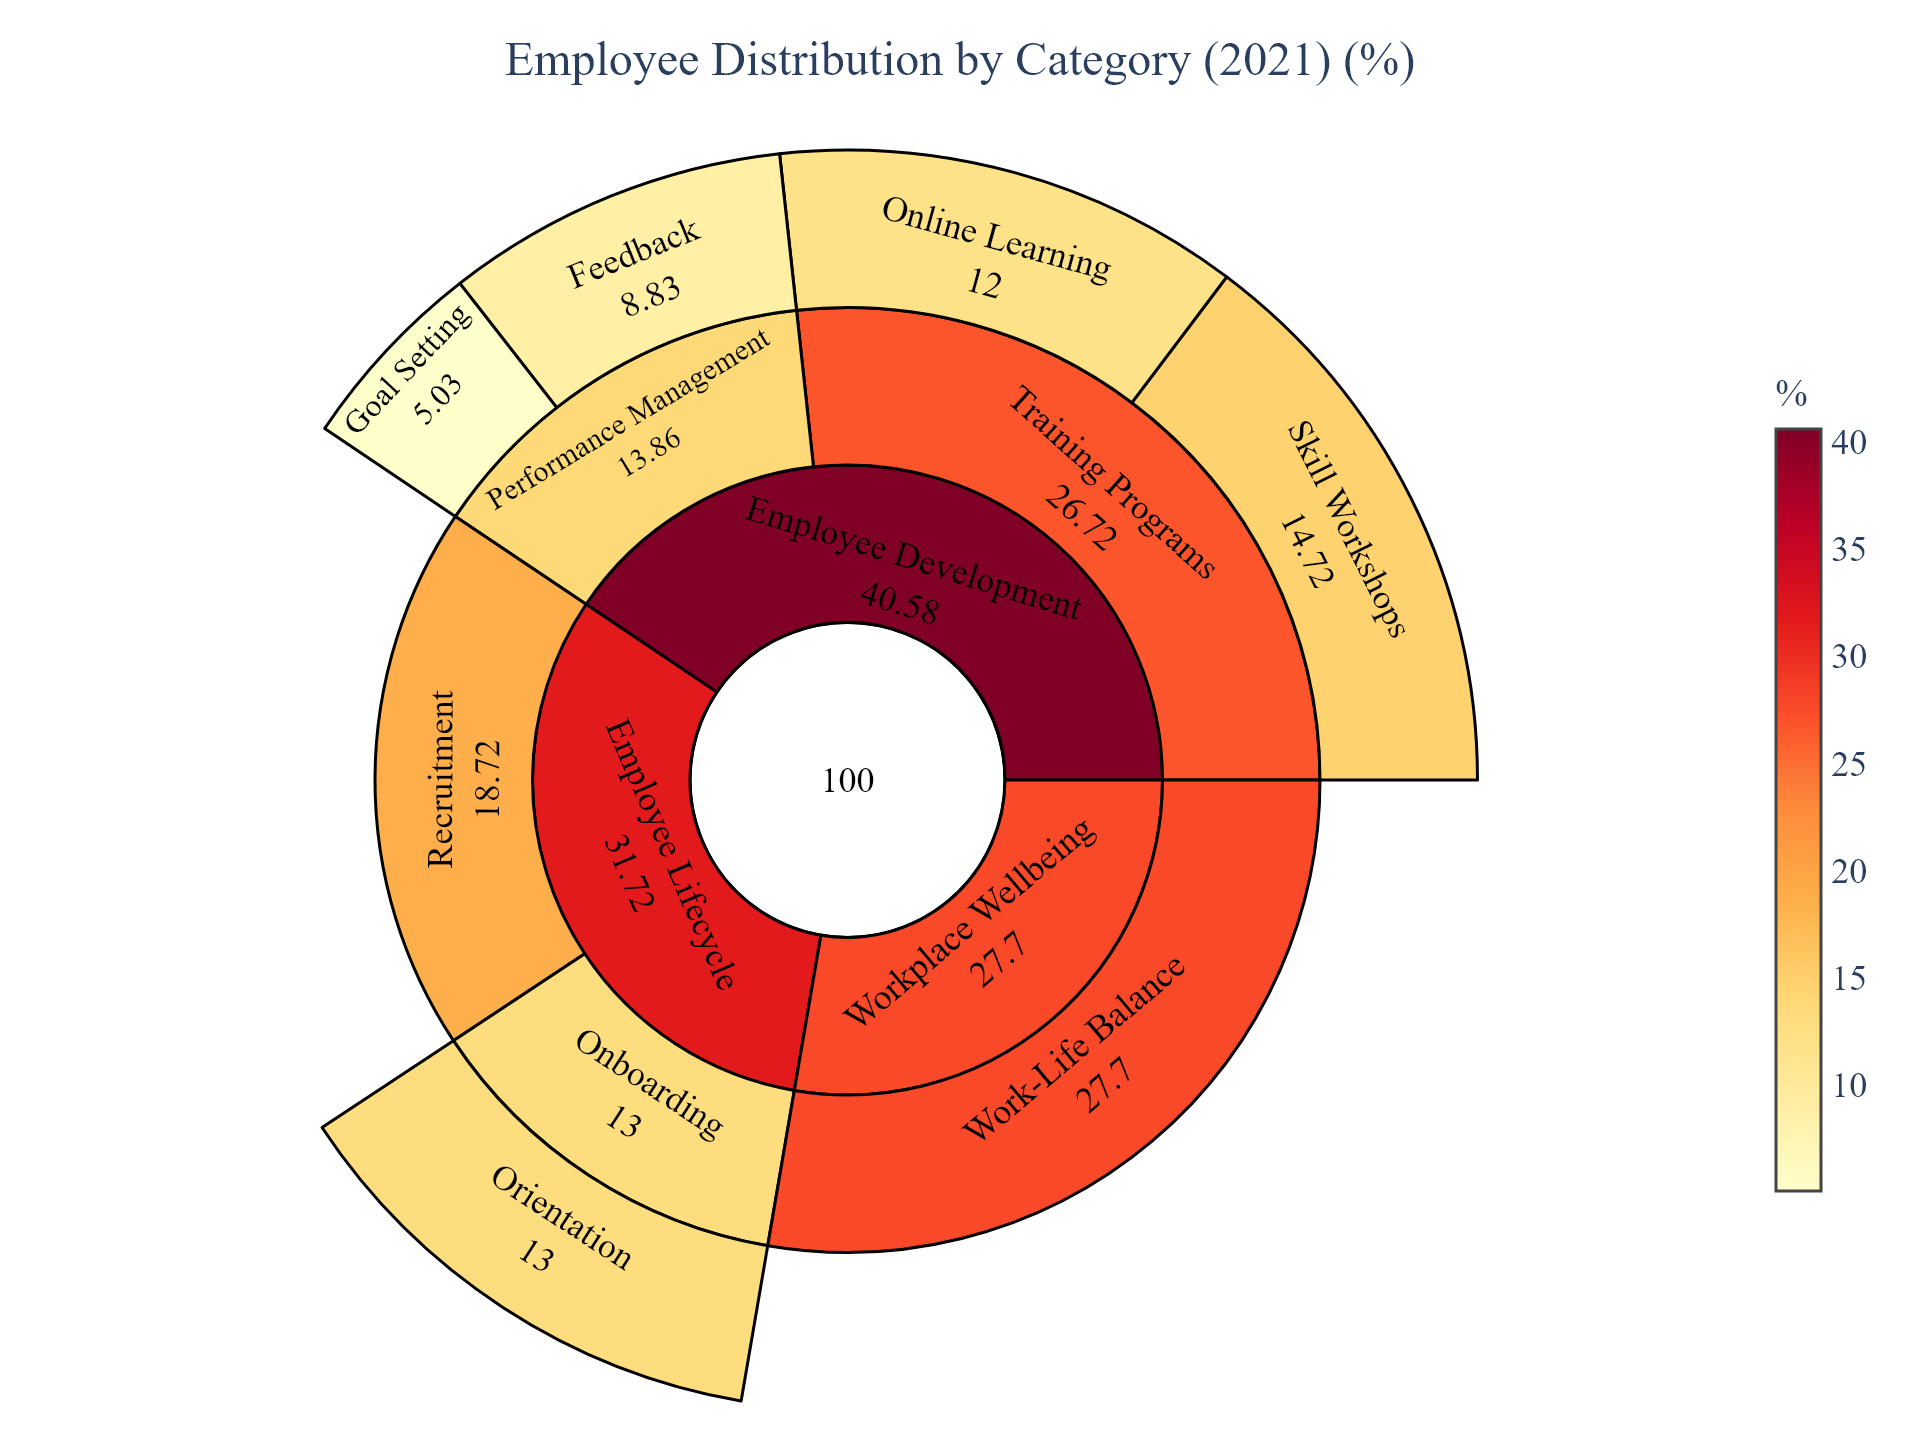 Employee Distribution by Category (2021) (%)
Online Learning
12
Feedback
8.83
Goal Setting
5.03
Performance Management
13.86
Training Programs
26.72
Skill Workshops
14.72
Employee Development
40.58
Recruitment
18.72
Employee Lifecycle
31.72
100
Workplace Wellbeing
27.7
Work-Life Balance
27.7
Onboarding
13
Orientation
13
%
40
35
30
25
20
15
10